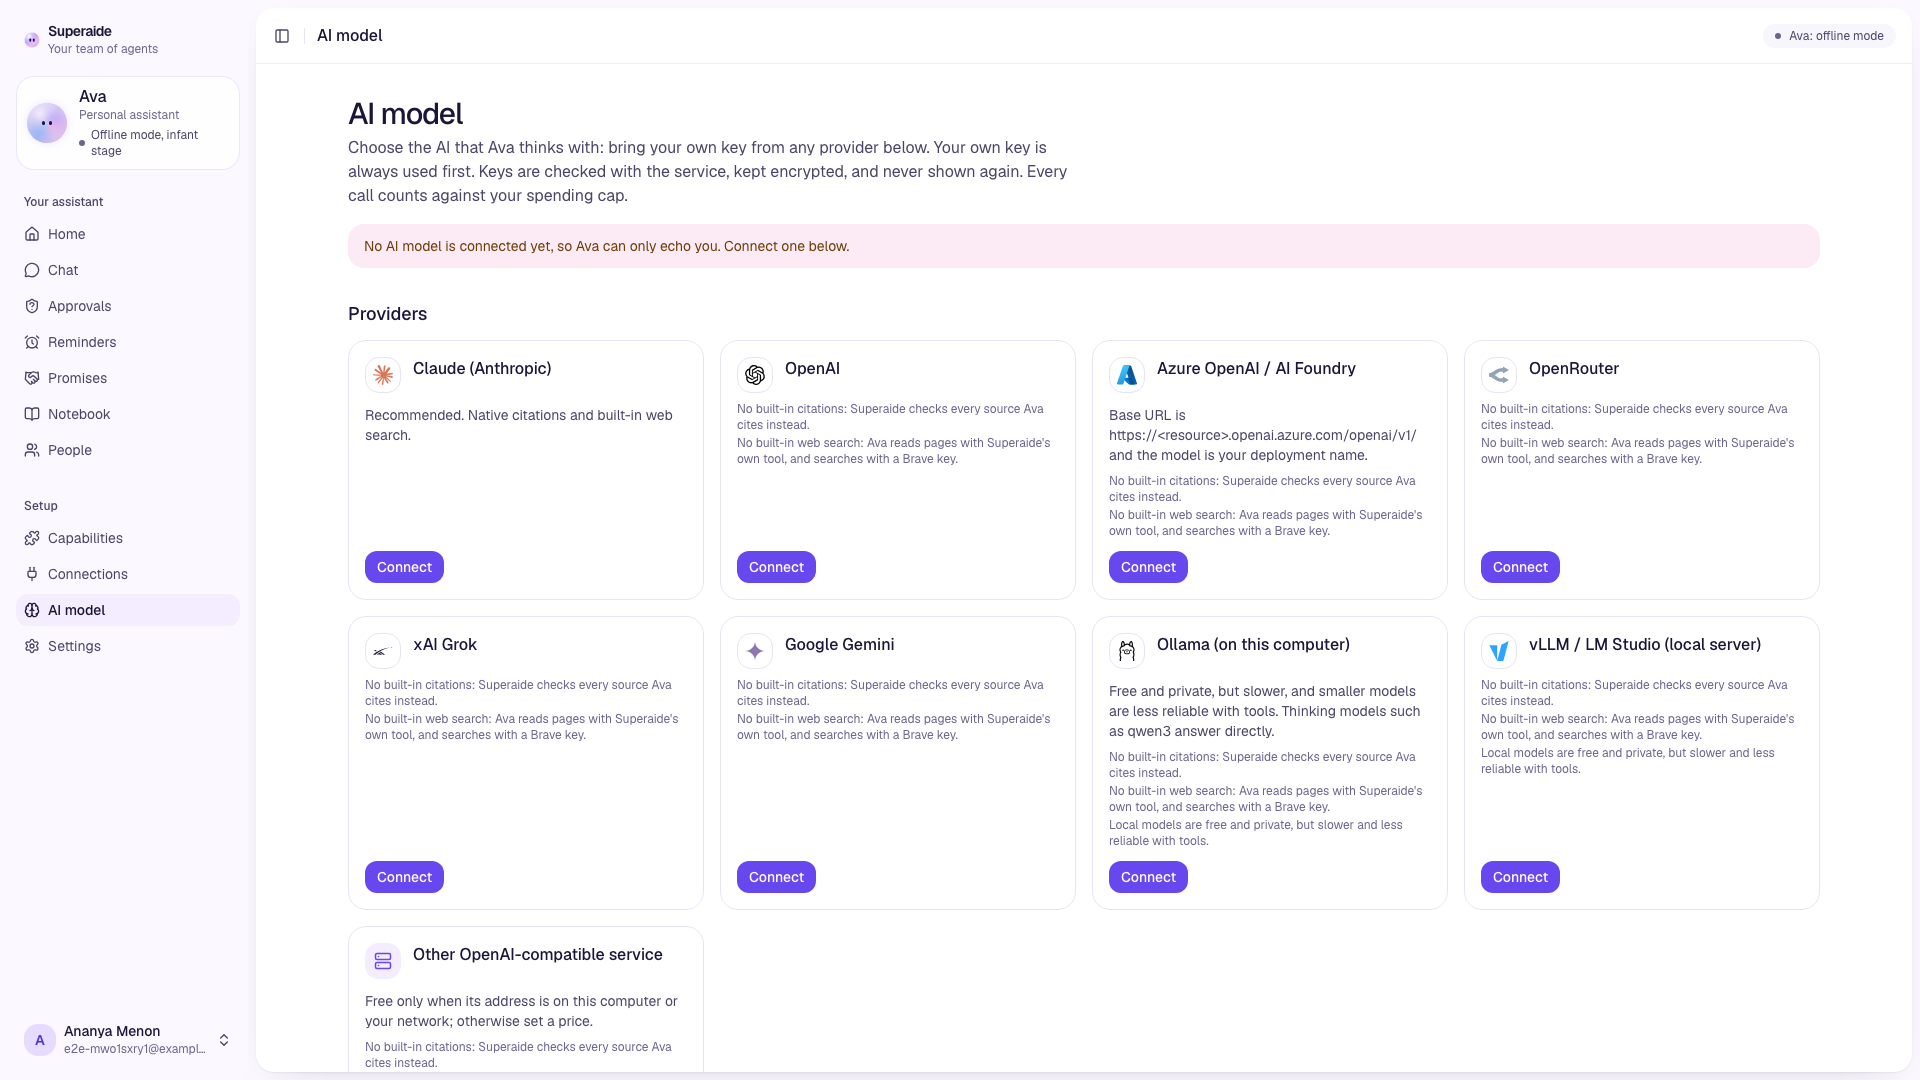 Superaide
Your team of agents
Ava
Personal assistant
Offline mode, infant
stage
Your assistant
Home
Chat
Approvals
Reminders
Promises
Notebook
People
Setup
Capabilities
Connections
AI model
Settings
A
Ananya Menon
e2e-mwo1sxry1@exampl...
AI model
Ava: offline mode
AI model
Choose the AI that Ava thinks with: bring your own key from any provider below. Your own key is
always used first. Keys are checked with the service, kept encrypted, and never shown again. Every
call counts against your spending cap.
No AI model is connected yet, so Ava can only echo you. Connect one below.
Providers
Claude (Anthropic)
Recommended. Native citations and built-in web
search.
Connect
OpenAI
No built-in citations: Superaide checks every source Ava
cites instead.
No built-in web search: Ava reads pages with Superaide's
own tool, and searches with a Brave key.
Connect
Azure OpenAI / AI Foundry
Base URL is
https://<resource>.openai.azure.com/openai/v1/
and the model is your deployment name.
No built-in citations: Superaide checks every source Ava
cites instead.
No built-in web search: Ava reads pages with Superaide's
own tool, and searches with a Brave key.
Connect
OpenRouter
No built-in citations: Superaide checks every source Ava
cites instead.
No built-in web search: Ava reads pages with Superaide's
own tool, and searches with a Brave key.
Connect
xAI Grok
No built-in citations: Superaide checks every source Ava
cites instead.
No built-in web search: Ava reads pages with Superaide's
own tool, and searches with a Brave key.
Connect
Google Gemini
No built-in citations: Superaide checks every source Ava
cites instead.
No built-in web search: Ava reads pages with Superaide's
own tool, and searches with a Brave key.
Connect
Ollama (on this computer)
Free and private, but slower, and smaller models
are less reliable with tools. Thinking models such
as qwen3 answer directly.
No built-in citations: Superaide checks every source Ava
cites instead.
No built-in web search: Ava reads pages with Superaide's
own tool, and searches with a Brave key.
Local models are free and private, but slower and less
reliable with tools.
Connect
vLLM / LM Studio (local server)
No built-in citations: Superaide checks every source Ava
cites instead.
No built-in web search: Ava reads pages with Superaide's
own tool, and searches with a Brave key.
Local models are free and private, but slower and less
reliable with tools.
Connect
Other OpenAI-compatible service
Free only when its address is on this computer or
your network; otherwise set a price.
No built-in citations: Superaide checks every source Ava
cites instead.